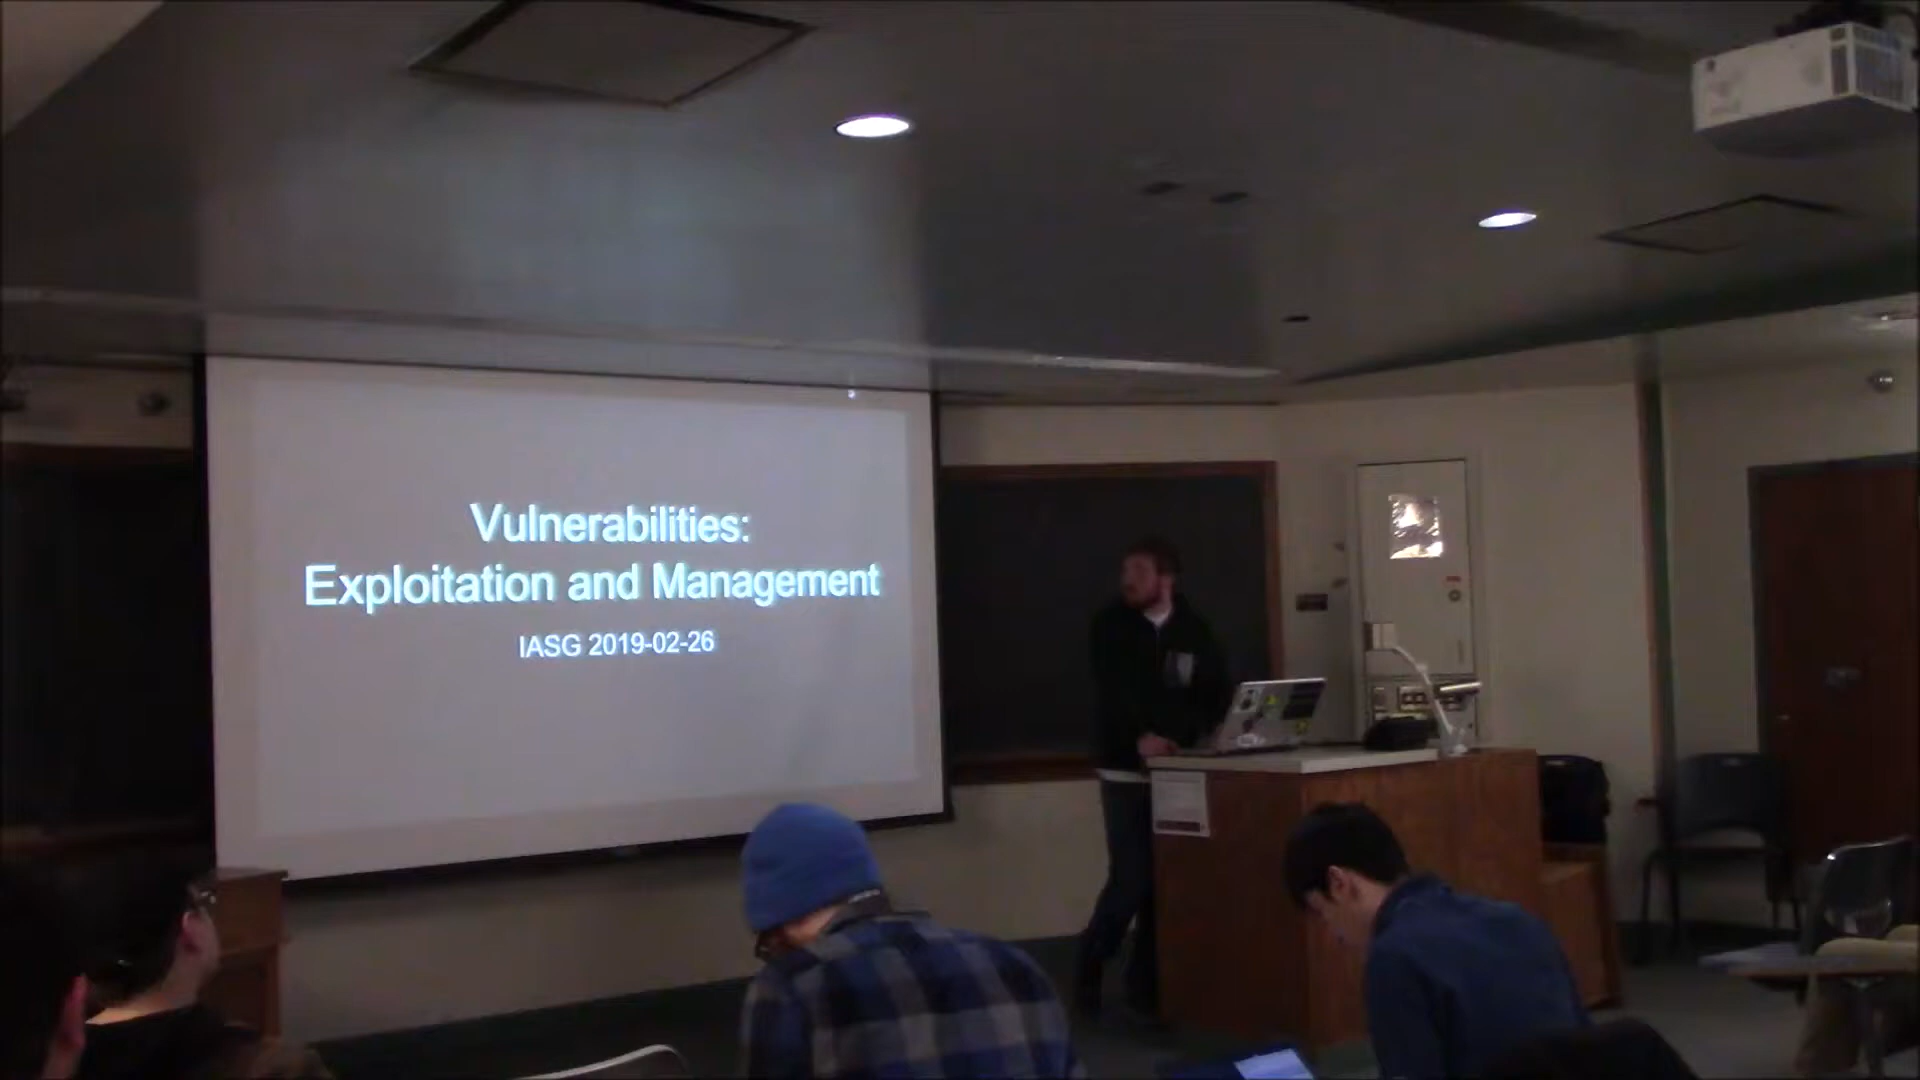 Vulnerabilities:
Exploitation and Management
IASG 2019-02-26